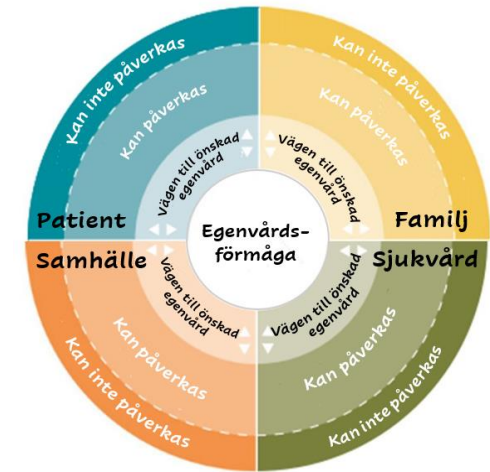 Kan inte påverkas
Kan påverkas
Vägen till önskad
egenvård
Patient
Kan inte påverkas
Kan påverkas
Vägen till önskad
egenvård
Familj
Egenvårds-
förmåga
Samhälle
Vägen till önskad
egenvård
Kan påverkas
Kan inte påverkas
Sjukvård
Vägen till önskad
egenvård
Kan påverkas
Kan inte påverkas